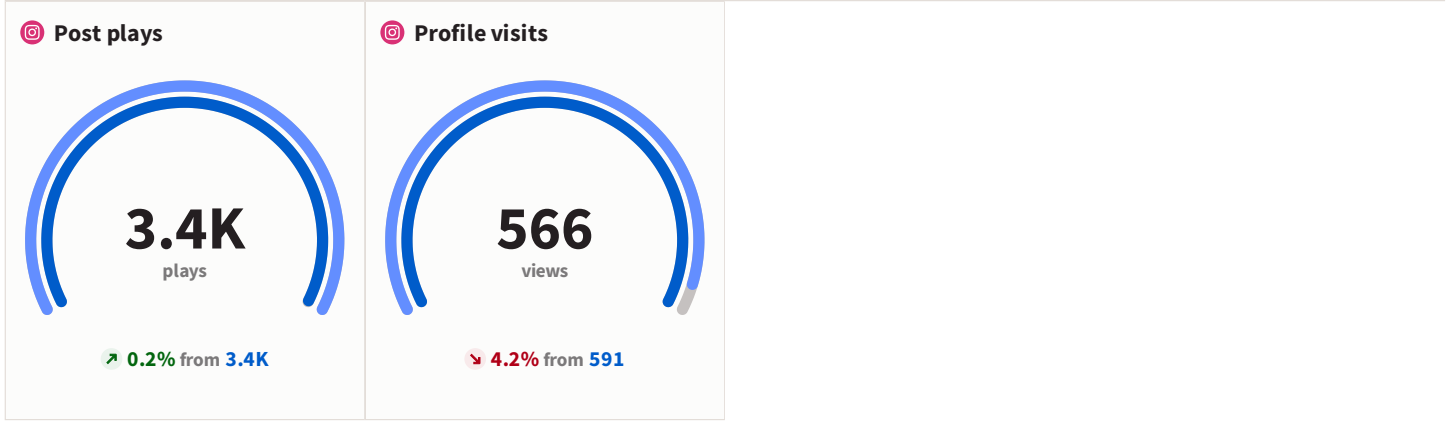 Post plays
3.4K
plays
0.2% from 3.4K
Profile visits
566
views
4.2% from 591